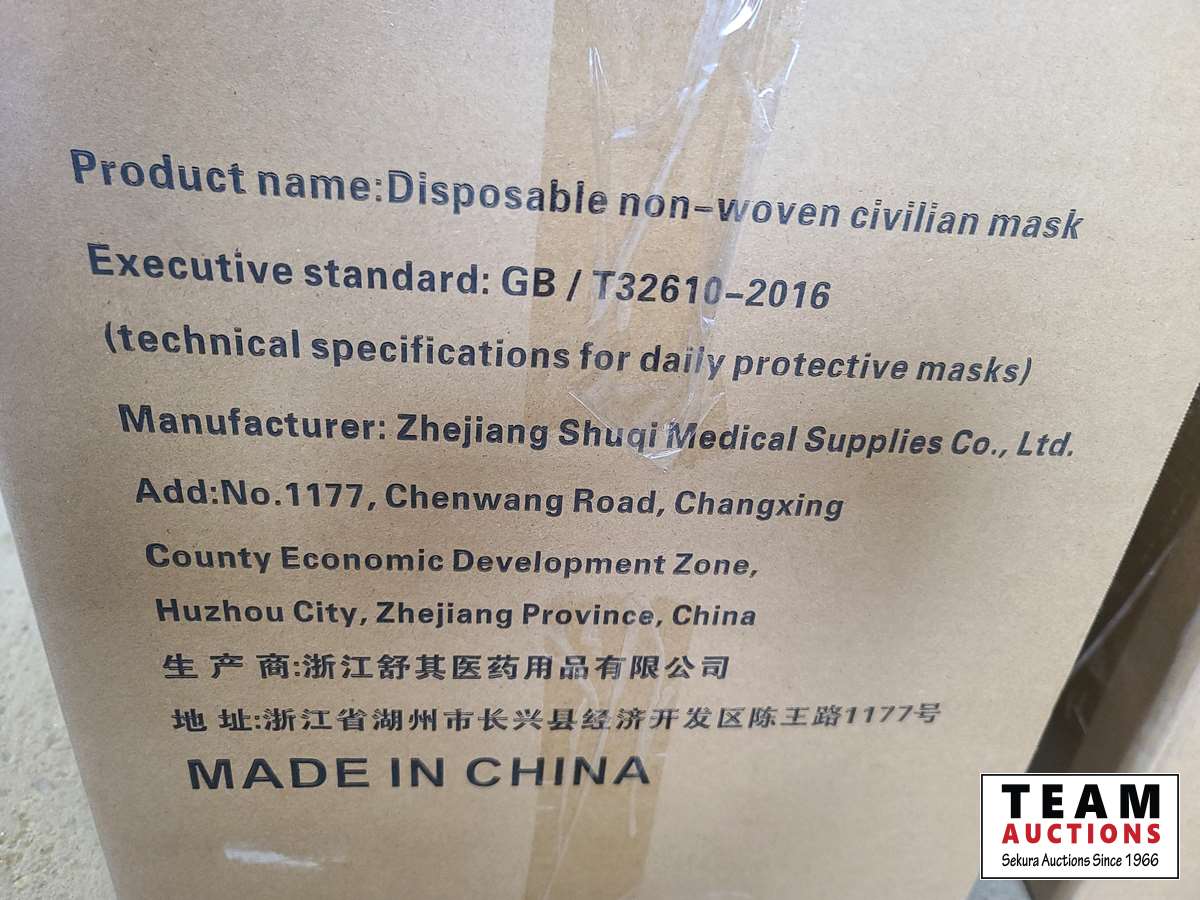 Product name:Disposable non-woven civilian mask
Executive standard: GB / T32610-2016
(technical specifications for daily protective masks)
Manufacturer: Zhejiang Shuqi Medical Supplies Co., Ltd.
Add:No.1177, Chenwang Road, Changxing
County Economic Development Zone,
Huzhou City, Zhejiang Province, China
生 产 商:浙江舒其医药用品有限公司
地 址:浙江省湖州市长兴县经济开发区陈王路1177号
MADE IN CHINA
TEAM
AUCTIONS
Sekura Auctions Since 1966